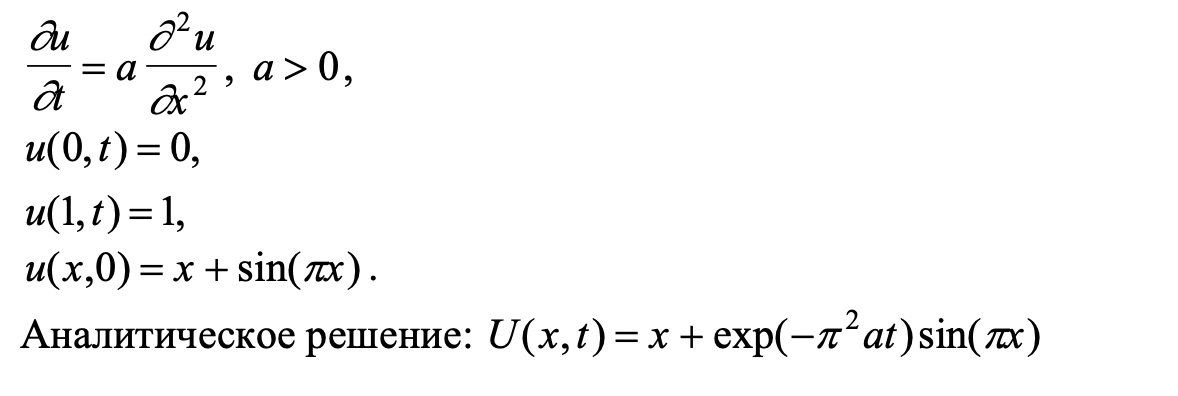 ∂u/∂t = a ∂²u/∂x², a > 0,
u(0,t) = 0,
u(1,t) = 1,
u(x,0) = x + sin(πx).
Аналитическое решение: U(x,t) = x + exp(−π²at)sin(πx)